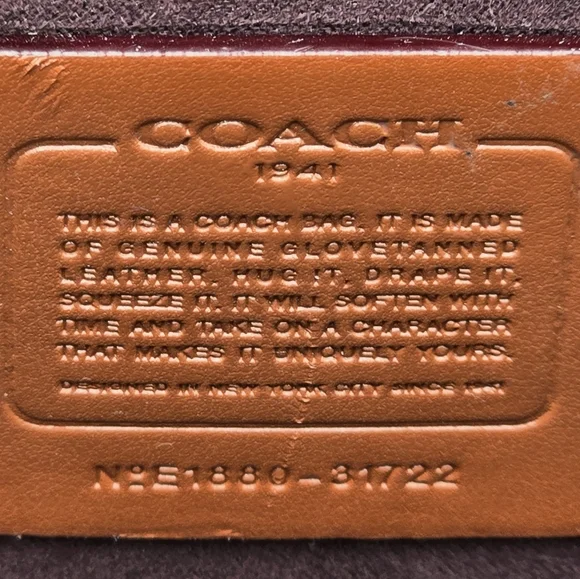 COACH
1941
THIS IS A COACH BAG. IT IS MADE
OF GENUINE GLOVETANNED
LEATHER. HUG IT, DRAPE IT,
SQUEEZE IT. IT WILL SOFTEN WITH
TIME AND TAKE ON A CHARACTER
THAT MAKES IT UNIQUELY YOURS.
DESIGNED IN NEW YORK CITY SINCE 1941
Nº E1880-31722